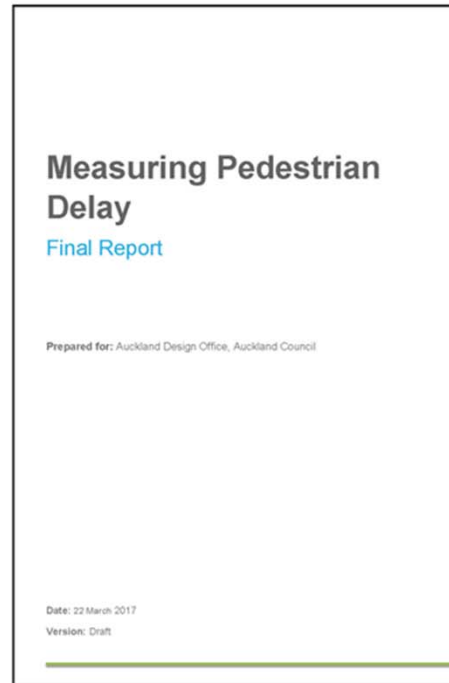 Measuring Pedestrian
Delay
Final Report
Prepared for: Auckland Design Office, Auckland Council
Date: 22 March 2017
Version: Draft